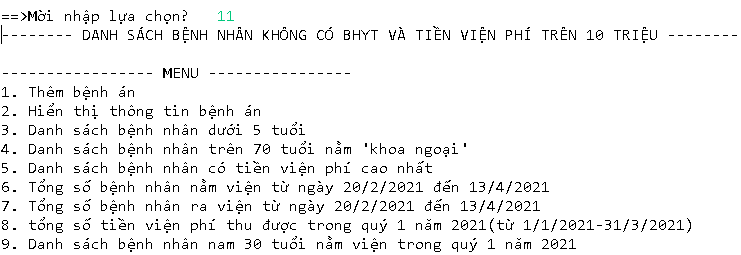 ==>Mời nhập lựa chọn? 11
-------- DANH SÁCH BỆNH NHÂN KHÔNG CÓ BHYT VÀ TIỀN VIỆN PHÍ TRÊN 10 TRIỆU --------
---------------- MENU ---------------
1. Thêm bệnh án
2. Hiển thị thông tin bệnh án
3. Danh sách bệnh nhân dưới 5 tuổi
4. Danh sách bệnh nhân trên 70 tuổi nằm 'khoa ngoại'
5. Danh sách bệnh nhân có tiền viện phí cao nhất
6. Tổng số bệnh nhân nằm viện từ ngày 20/2/2021 đến 13/4/2021
7. Tổng số bệnh nhân ra viện từ ngày 20/2/2021 đến 13/4/2021
8. tổng số tiền viện phí thu được trong quý 1 năm 2021(từ 1/1/2021-31/3/2021)
9. Danh sách bệnh nhân nam 30 tuổi nằm viện trong quý 1 năm 2021